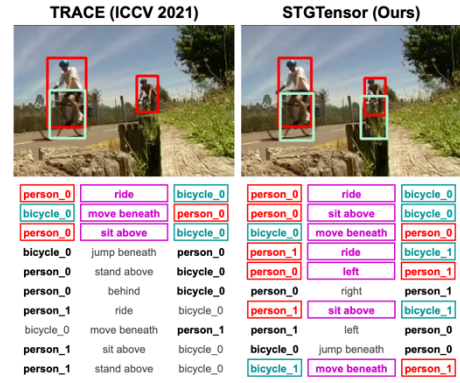 TRACE (ICCV 2021)
person_0 ride bicycle_0
bicycle_0 move beneath person_0
person_0 sit above bicycle_0
bicycle_0 jump beneath person_0
person_0 stand above bicycle_0
person_0 behind bicycle_0
person_1 ride bicycle_0
bicycle_0 move beneath person_1
person_1 sit above bicycle_0
person_1 stand above bicycle_0
STGTensor (Ours)
person_0 ride bicycle_0
person_0 sit above bicycle_0
bicycle_0 move beneath person_0
person_1 ride bicycle_1
person_0 left person_1
person_0 right person_1
person_1 sit above bicycle_1
person_1 left person_0
bicycle_0 jump beneath person_0
bicycle_1 move beneath person_1